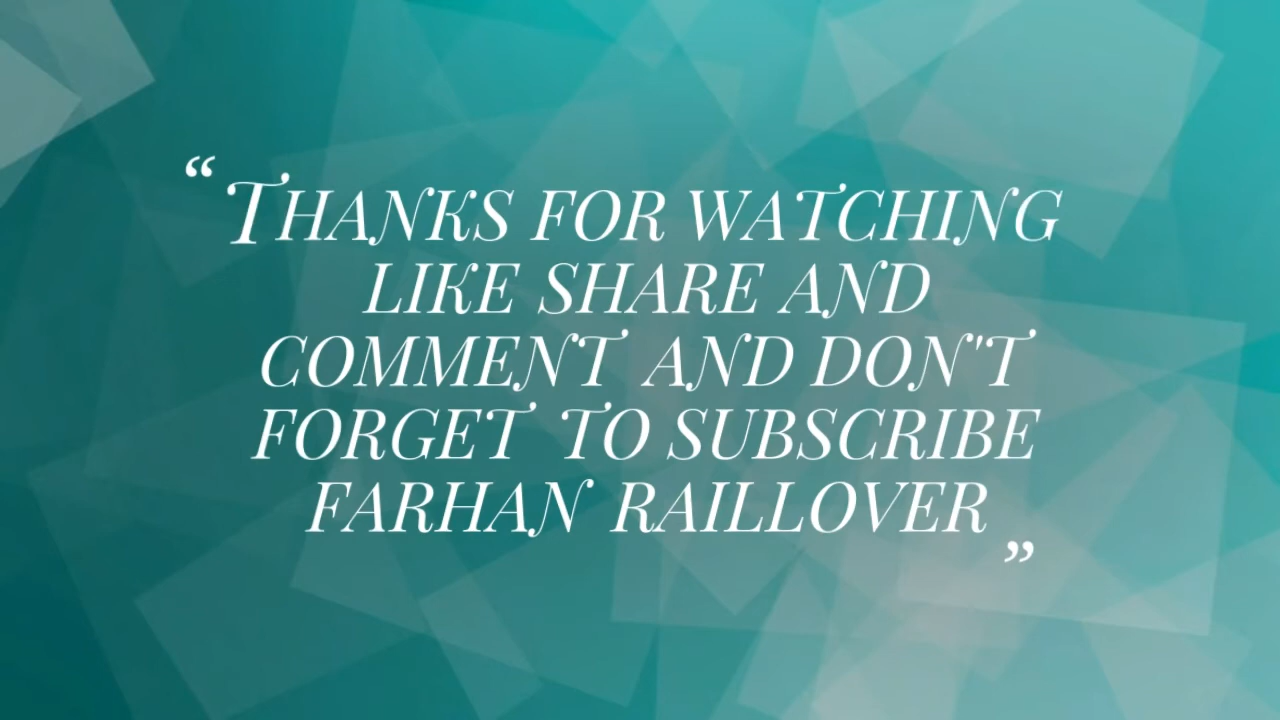 “THANKS FOR WATCHING
LIKE SHARE AND
COMMENT AND DON'T
FORGET TO SUBSCRIBE
FARHAN RAILLOVER”